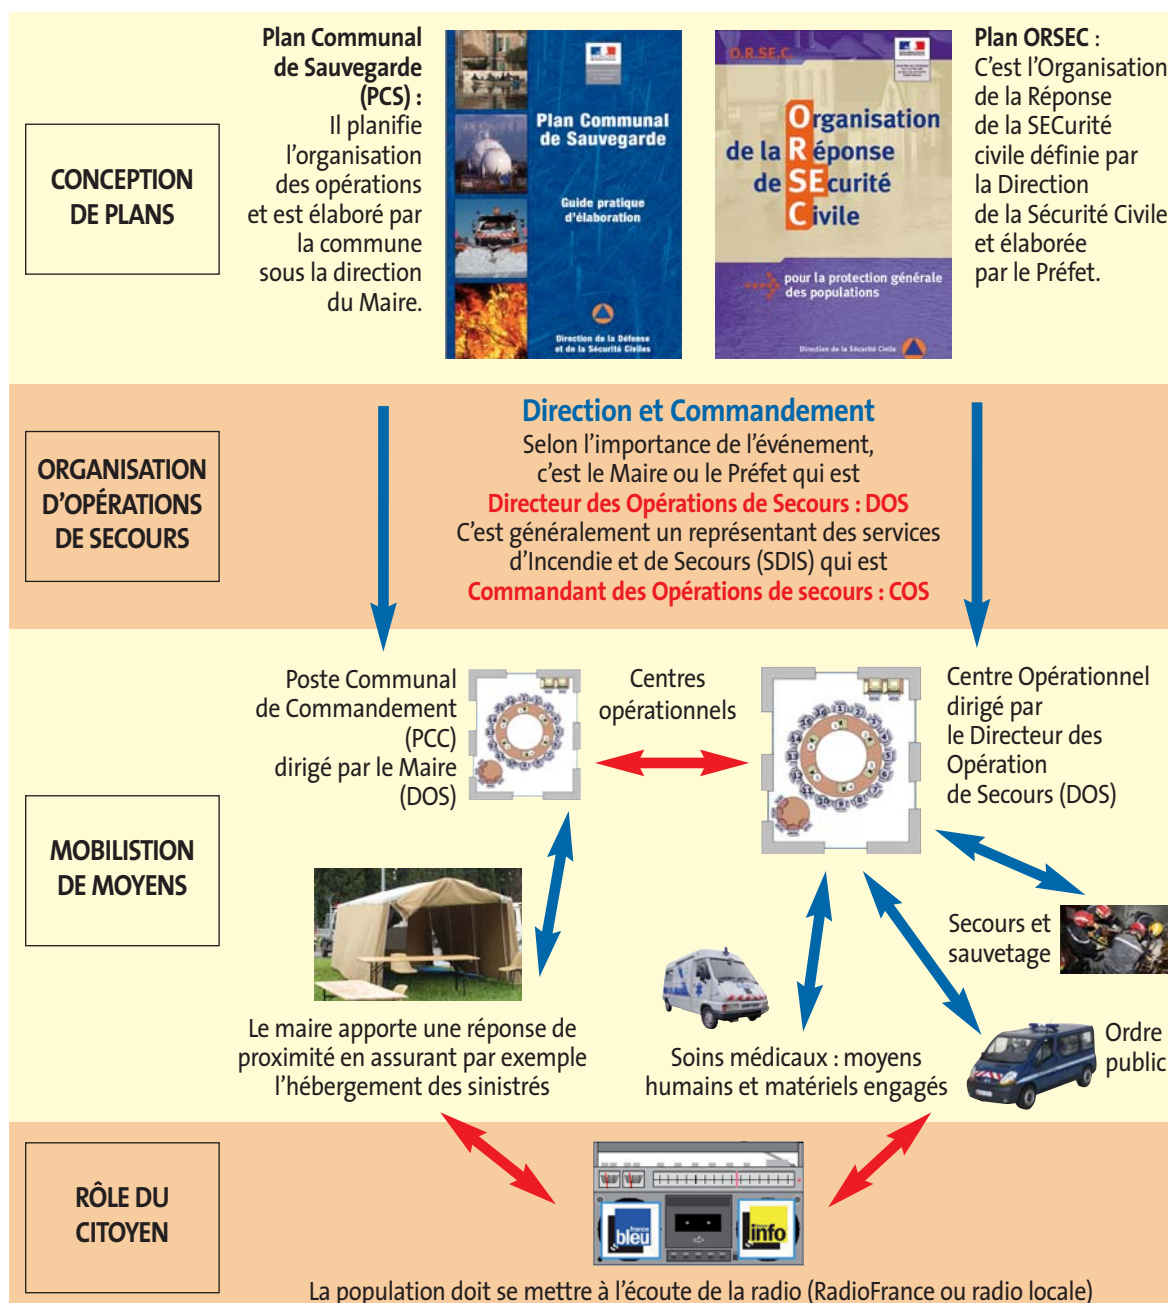 CONCEPTION
DE PLANS
Plan Communal
de Sauvegarde
(PCS) :
Il planifie
l’organisation
des opérations
et est élaboré par
la commune
sous la direction
du Maire.
Plan Communal
de Sauvegarde
Guide pratique
d’élaboration
Direction de la Défense
et de la Sécurité Civiles
O.R.SE.C.
Organisation
de la Réponse
de SEcurité
Civile
pour la protection générale
des populations
Direction de la Sécurité Civile
Plan ORSEC :
C’est l’Organisation
de la Réponse
de la SECurité
civile définie par
la Direction
de la Sécurité Civile
et élaborée
par le Préfet.
ORGANISATION
D’OPÉRATIONS
DE SECOURS
Direction et Commandement
Selon l’importance de l’événement,
c’est le Maire ou le Préfet qui est
Directeur des Opérations de Secours : DOS
C’est généralement un représentant des services
d’Incendie et de Secours (SDIS) qui est
Commandant des Opérations de secours : COS
MOBILISTION
DE MOYENS
Poste Communal
de Commandement
(PCC)
dirigé par le Maire
(DOS)
Centres
opérationnels
Centre Opérationnel
dirigé par
le Directeur des
Opération
de Secours (DOS)
Secours et
sauvetage
Le maire apporte une réponse de
proximité en assurant par exemple
l’hébergement des sinistrés
Soins médicaux : moyens
humains et matériels engagés
Ordre
public
RÔLE DU
CITOYEN
france
bleu
france
info
La population doit se mettre à l’écoute de la radio (RadioFrance ou radio locale)